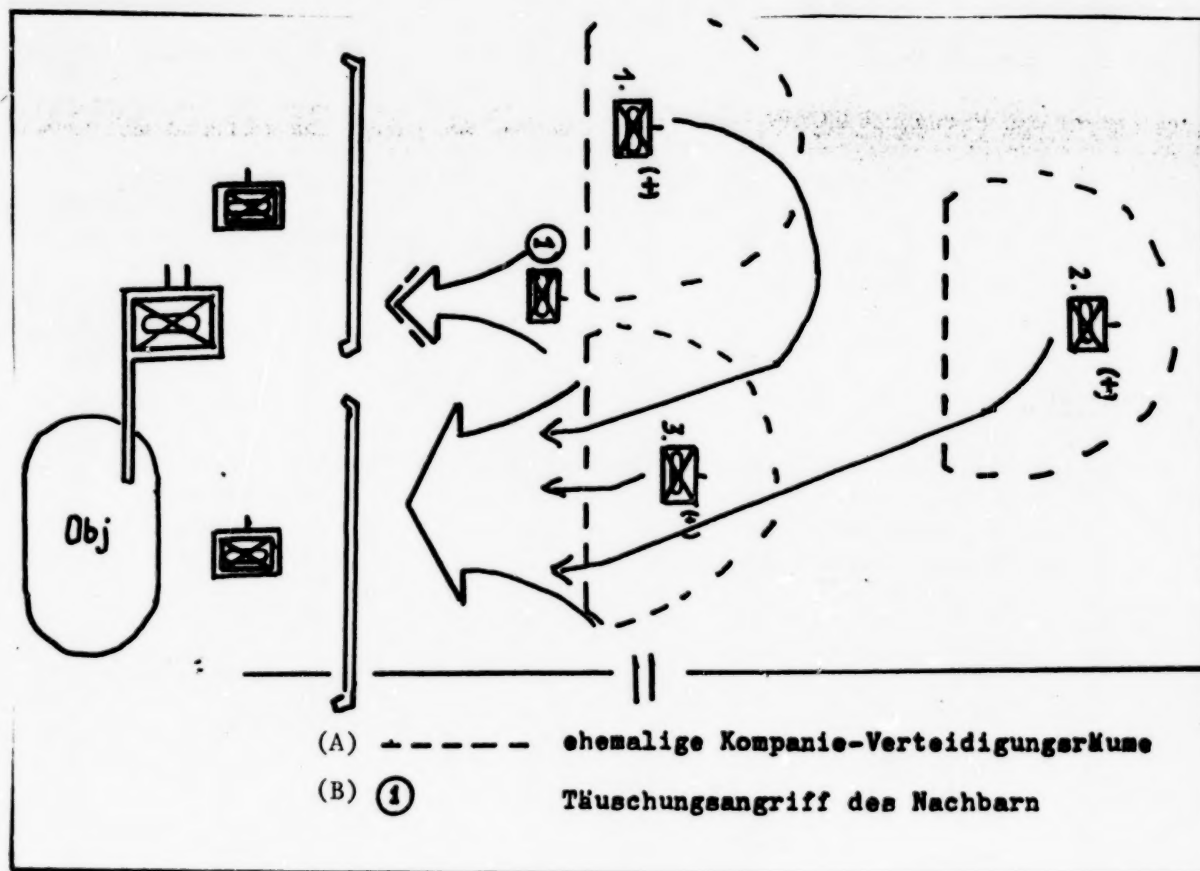 1.
(+)
①
2.
(+)
3.
Obj
(A) ehemalige Kompanie-Verteidigungsräume
(B) ① Täuschungsangriff des Nachbarn